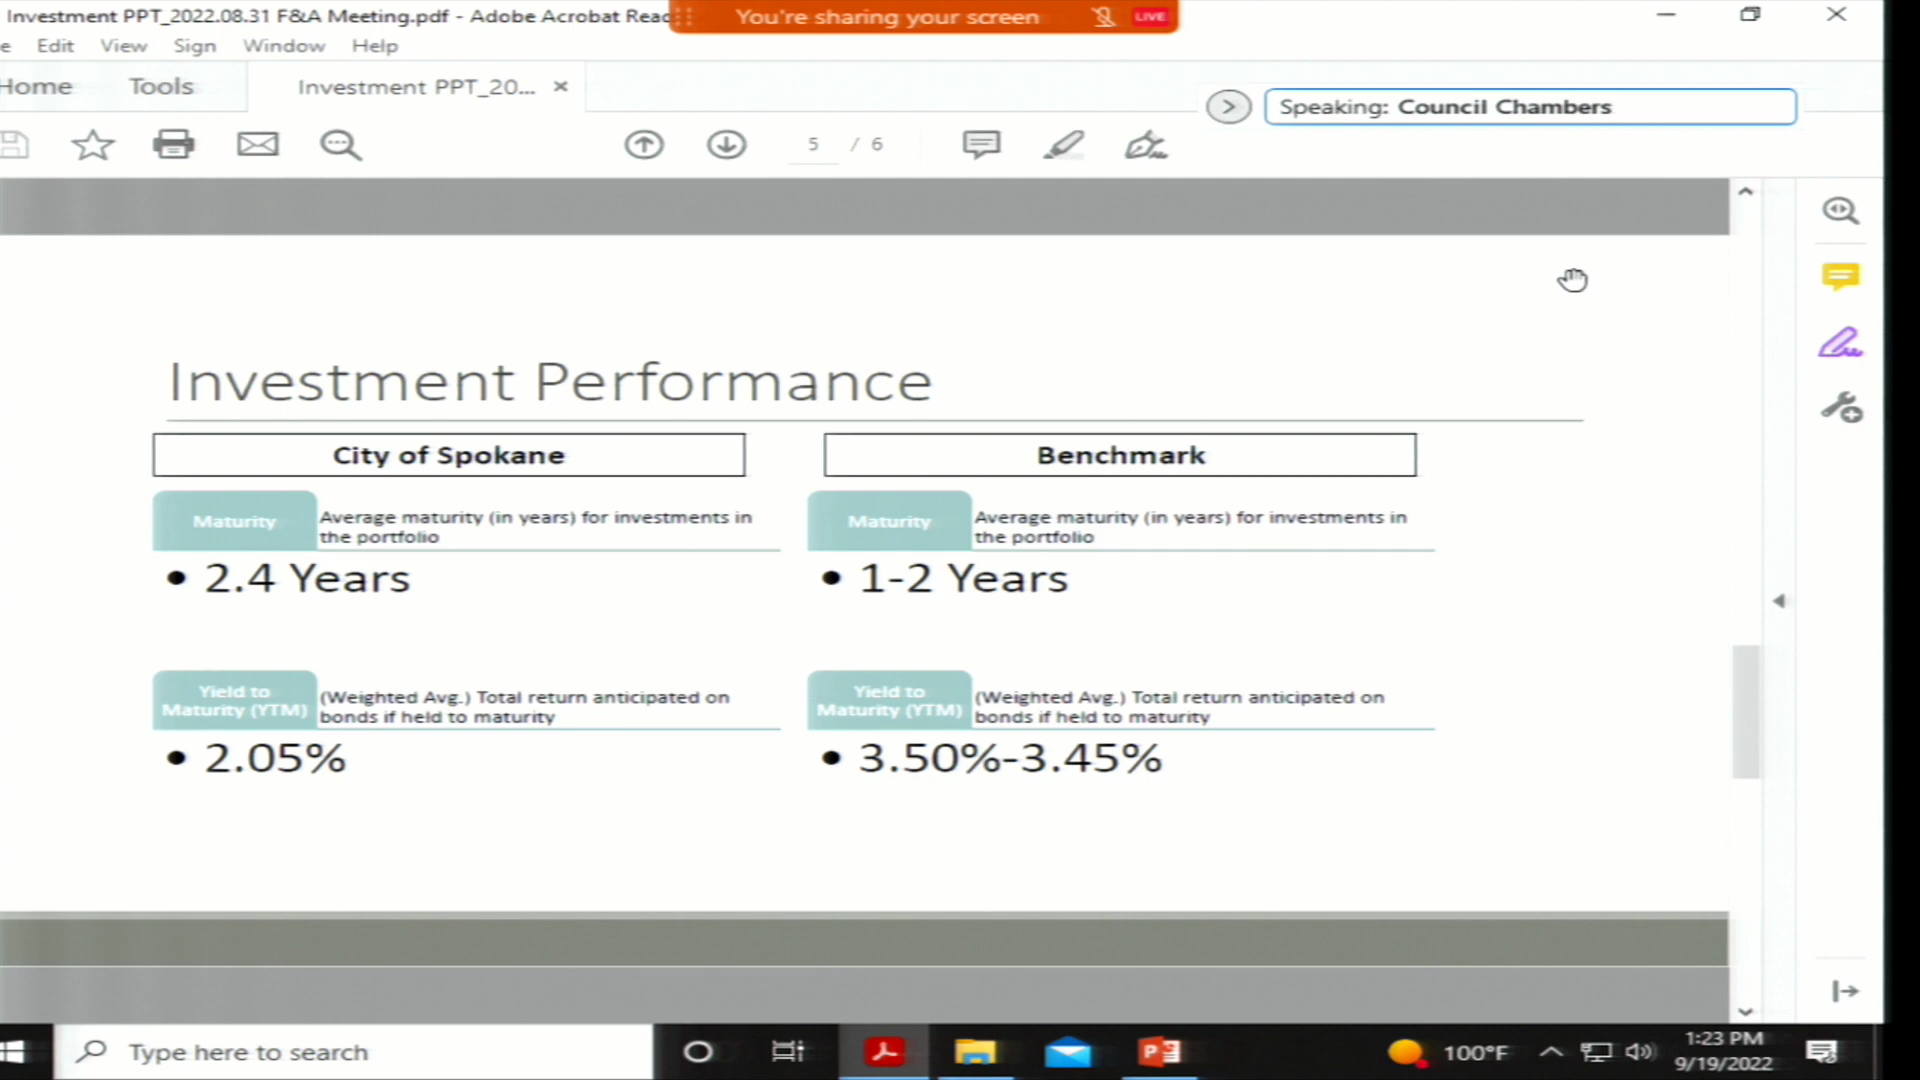 Investment PPT_2022.08.31 F&A Meeting.pdf - Adobe Acrobat Reac
You're sharing your screen
LIVE
e Edit View Sign Window Help
Home Tools Investment PPT_20... ×
Speaking: Council Chambers
5 / 6
Investment Performance
City of Spokane
Benchmark
Maturity
Average maturity (in years) for investments in
the portfolio
• 2.4 Years
Maturity
Average maturity (in years) for investments in
the portfolio
• 1-2 Years
Yield to
Maturity (YTM)
(Weighted Avg.) Total return anticipated on
bonds if held to maturity
• 2.05%
Yield to
Maturity (YTM)
(Weighted Avg.) Total return anticipated on
bonds if held to maturity
• 3.50%-3.45%
Type here to search
100°F
1:23 PM
9/19/2022